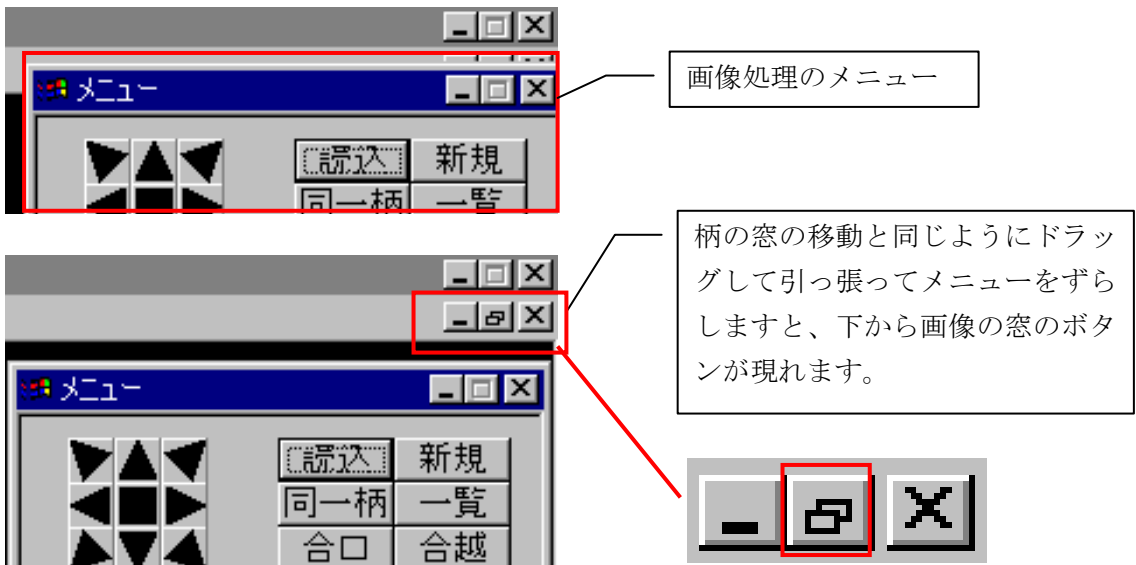 メニュー
読込 新規
同一柄 一覧
画像処理のメニュー
メニュー
読込 新規
同一柄 一覧
合口 合越
柄の窓の移動と同じようにドラッ
グして引っ張ってメニューをずら
しますと、下から画像の窓のボタ
ンが現れます。